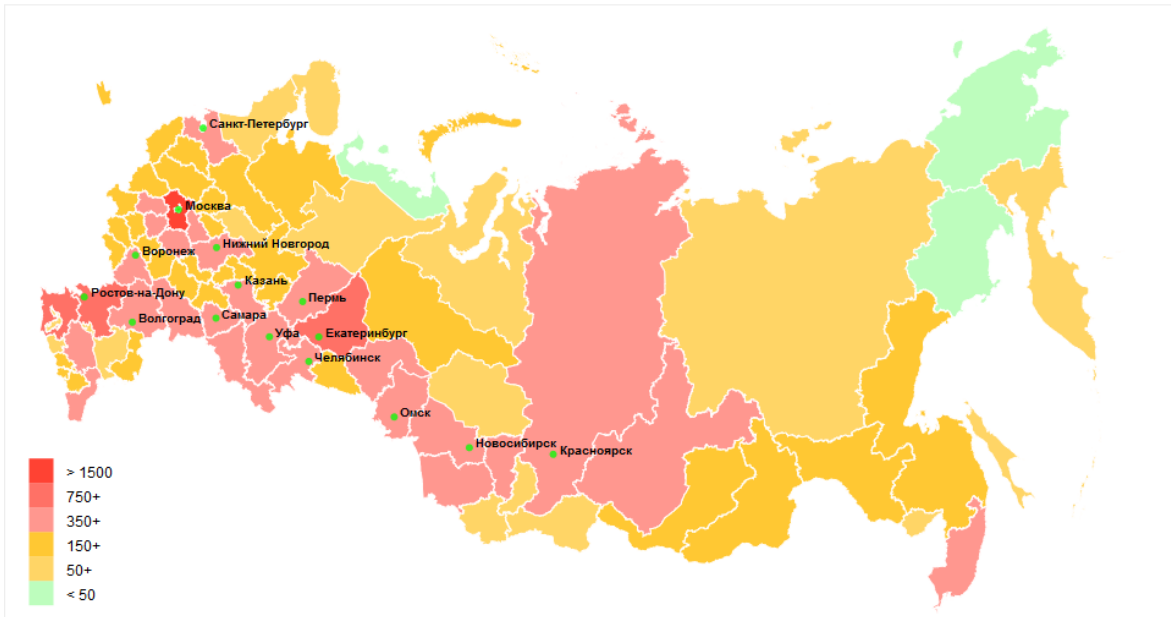 Санкт-Петербург
Москва
Нижний Новгород
Воронеж
Казань
Ростов-на-Дону
Пермь
Волгоград
Самара
Уфа
Екатеринбург
Челябинск
Омск
Новосибирск
Красноярск
> 1500
750+
350+
150+
50+
< 50